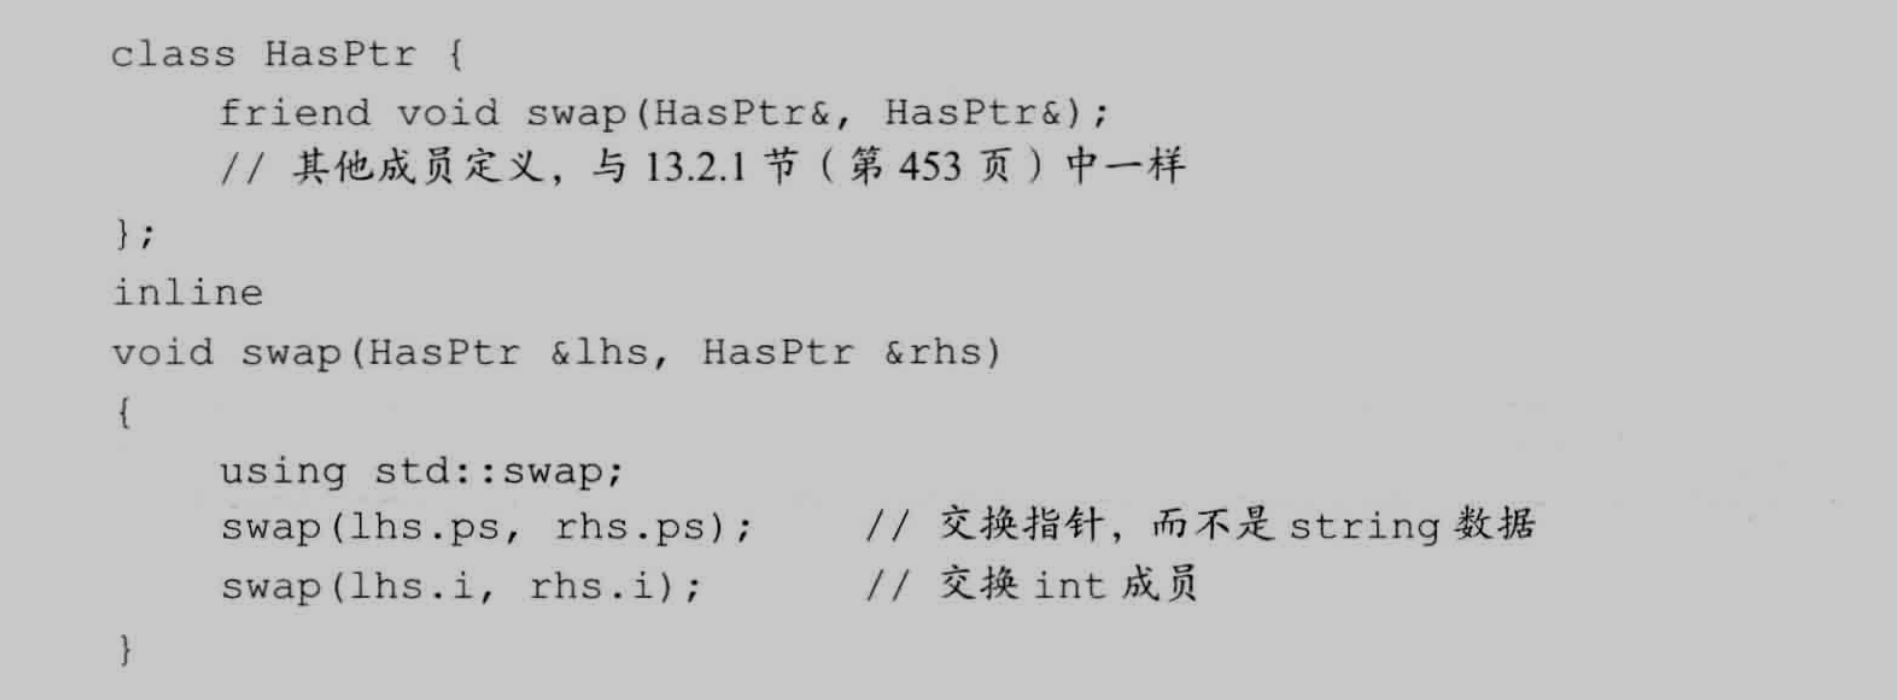 class HasPtr {
    friend void swap(HasPtr&, HasPtr&);
    // 其他成员定义，与 13.2.1 节（第 453 页）中一样
};
inline
void swap(HasPtr &lhs, HasPtr &rhs)
{
    using std::swap;
    swap(lhs.ps, rhs.ps);    // 交换指针，而不是 string 数据
    swap(lhs.i, rhs.i);      // 交换 int 成员
}